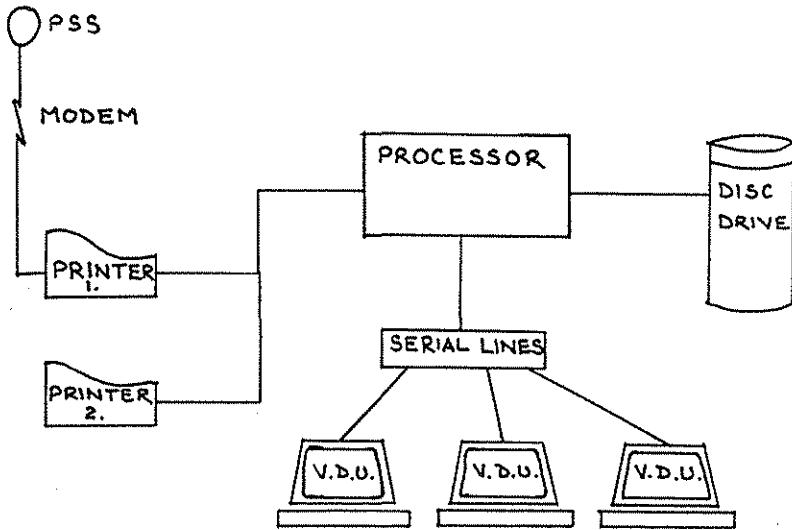 PSS
MODEM
PROCESSOR
DISC
DRIVE
PRINTER
1.
SERIAL LINES
PRINTER
2.
V.D.U.
V.D.U.
V.D.U.